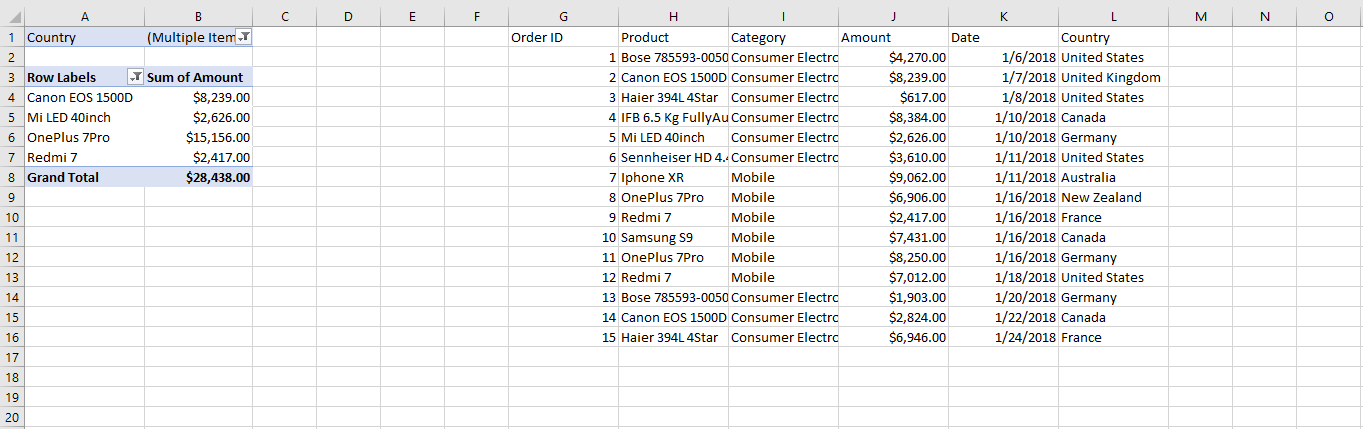 A B C D E F G H I J K L M N O
1 Country (Multiple Item Order ID Product Category Amount Date Country
2 1 Bose 785593-0050 Consumer Electro $4,270.00 1/6/2018 United States
3 Row Labels Sum of Amount 2 Canon EOS 1500D Consumer Electro $8,239.00 1/7/2018 United Kingdom
4 Canon EOS 1500D $8,239.00 3 Haier 394L 4Star Consumer Electro $617.00 1/8/2018 United States
5 Mi LED 40inch $2,626.00 4 IFB 6.5 Kg FullyAu Consumer Electro $8,384.00 1/10/2018 Canada
6 OnePlus 7Pro $15,156.00 5 Mi LED 40inch Consumer Electro $2,626.00 1/10/2018 Germany
7 Redmi 7 $2,417.00 6 Sennheiser HD 4.4 Consumer Electro $3,610.00 1/11/2018 United States
8 Grand Total $28,438.00 7 Iphone XR Mobile $9,062.00 1/11/2018 Australia
9 8 OnePlus 7Pro Mobile $6,906.00 1/16/2018 New Zealand
10 9 Redmi 7 Mobile $2,417.00 1/16/2018 France
11 10 Samsung S9 Mobile $7,431.00 1/16/2018 Canada
12 11 OnePlus 7Pro Mobile $8,250.00 1/16/2018 Germany
13 12 Redmi 7 Mobile $7,012.00 1/18/2018 United States
14 13 Bose 785593-0050 Consumer Electro $1,903.00 1/20/2018 Germany
15 14 Canon EOS 1500D Consumer Electro $2,824.00 1/22/2018 Canada
16 15 Haier 394L 4Star Consumer Electro $6,946.00 1/24/2018 France
17
18
19
20